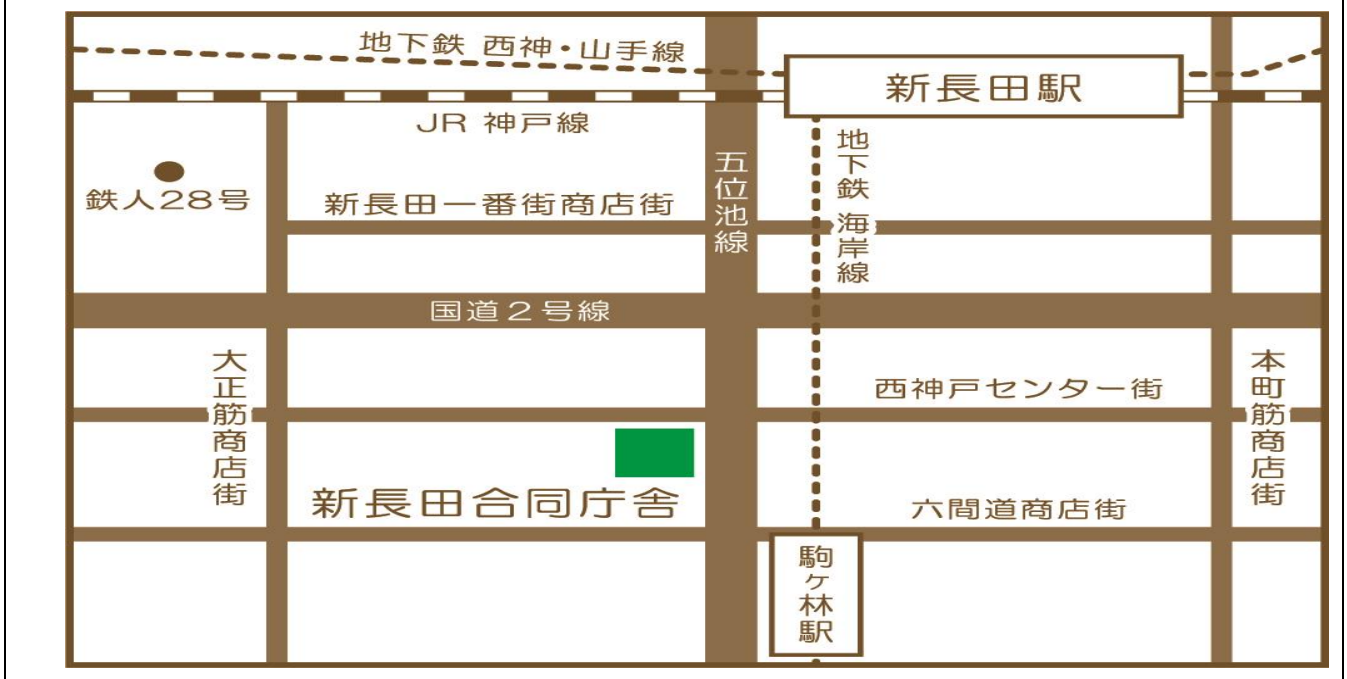 地下鉄 西神・山手線
新長田駅
JR 神戸線
地下鉄 海岸線
五位池線
鉄人28号
新長田一番街商店街
国道2号線
大正筋商店街
西神戸センター街
本町筋商店街
新長田合同庁舎
六間道商店街
駒ヶ林駅